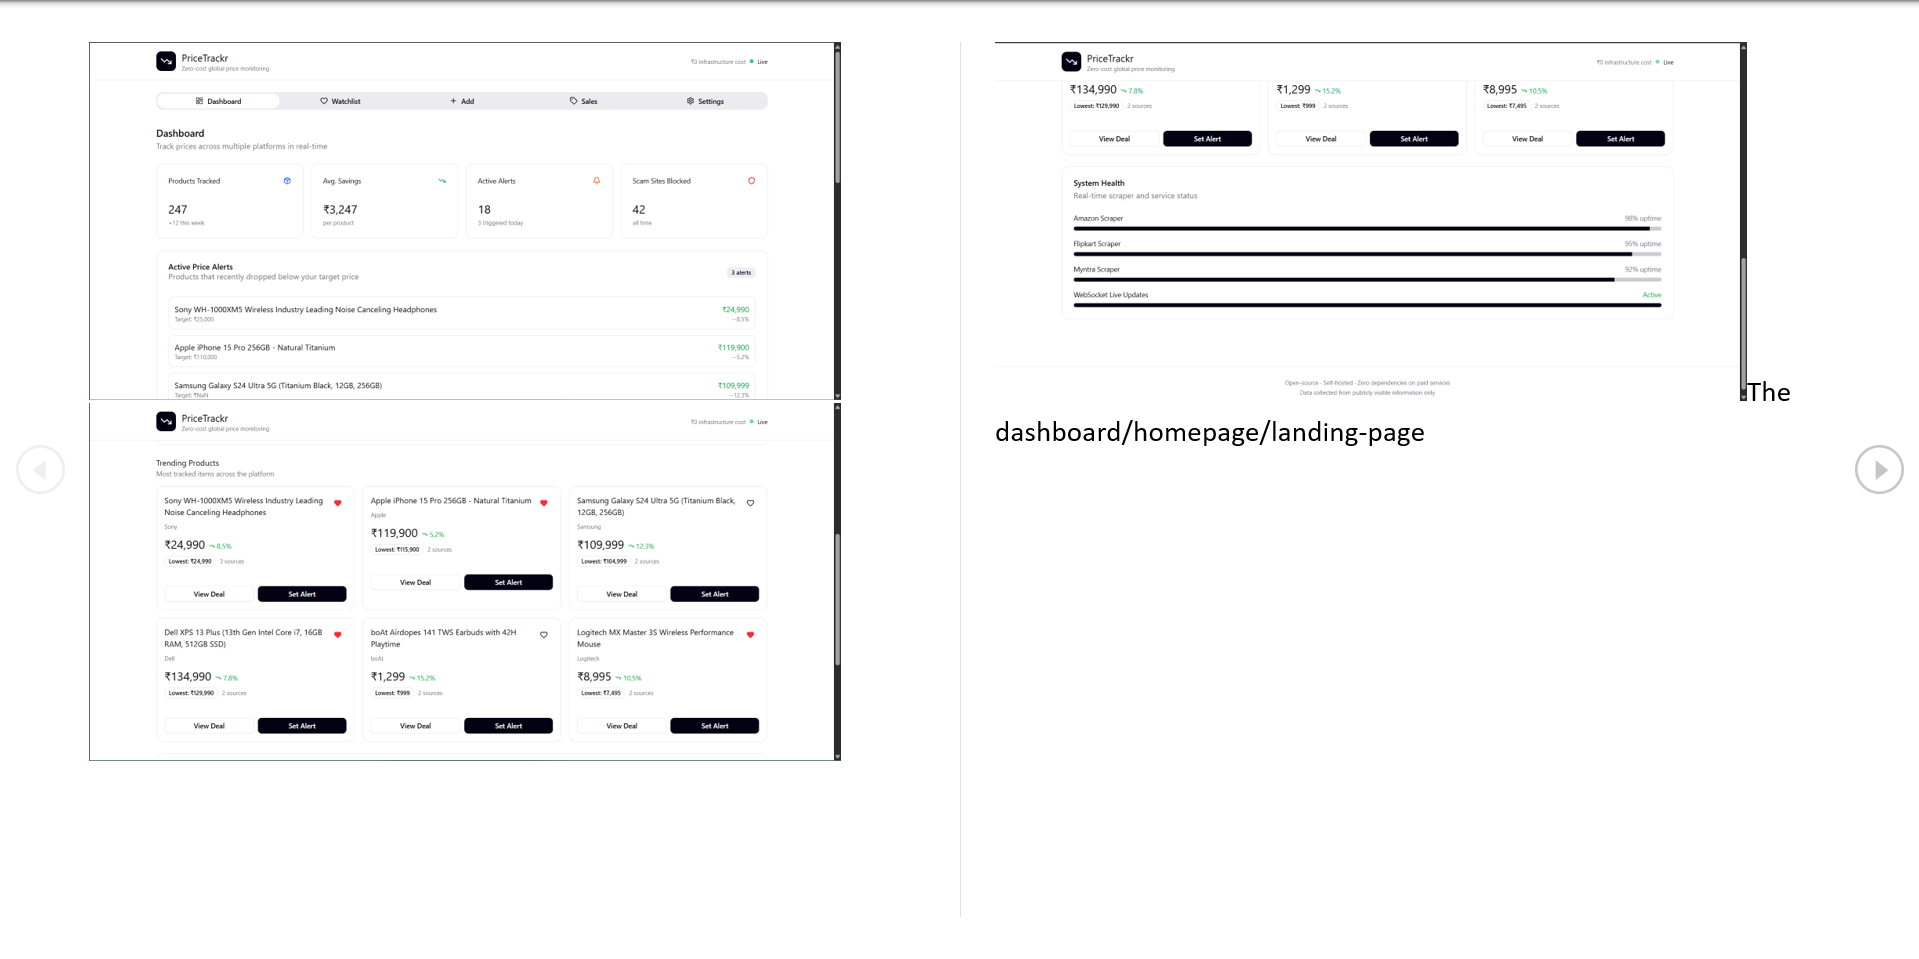 PriceTrackr
Zero-cost global price monitoring
₹0 infrastructure cost Live
Dashboard Watchlist + Add Sales Settings
Dashboard
Track prices across multiple platforms in real-time
Products Tracked Avg. Savings Active Alerts Scam Sites Blocked
247 ₹3,247 18 42
+12 this week per product 3 triggered today all time
Active Price Alerts
Products that recently dropped below your target price
3 alerts
Sony WH-1000XM5 Wireless Industry Leading Noise Canceling Headphones ₹24,990
Target: ₹25,000 --8.5%
Apple iPhone 15 Pro 256GB - Natural Titanium ₹119,900
Target: ₹110,000 --5.2%
Samsung Galaxy S24 Ultra 5G (Titanium Black, 12GB, 256GB) ₹109,999
Target: ₹NaN --12.3%
PriceTrackr
Zero-cost global price monitoring
₹0 infrastructure cost Live
Trending Products
Most tracked items across the platform
Sony WH-1000XM5 Wireless Industry Leading
Noise Canceling Headphones
Sony
₹24,990 8.5%
Lowest: ₹24,990 3 sources
View Deal Set Alert
Apple iPhone 15 Pro 256GB - Natural Titanium
Apple
₹119,900 5.2%
Lowest: ₹115,900 2 sources
View Deal Set Alert
Samsung Galaxy S24 Ultra 5G (Titanium Black,
12GB, 256GB)
Samsung
₹109,999 12.3%
Lowest: ₹104,999 2 sources
View Deal Set Alert
Dell XPS 13 Plus (13th Gen Intel Core i7, 16GB
RAM, 512GB SSD)
Dell
₹134,990 7.8%
Lowest: ₹129,990 2 sources
View Deal Set Alert
boAt Airdopes 141 TWS Earbuds with 42H
Playtime
boAt
₹1,299 15.2%
Lowest: ₹999 2 sources
View Deal Set Alert
Logitech MX Master 3S Wireless Performance
Mouse
Logitech
₹8,995 10.5%
Lowest: ₹7,495 2 sources
View Deal Set Alert
PriceTrackr
Zero-cost global price monitoring
₹0 infrastructure cost Live
₹134,990 7.8% ₹1,299 15.2% ₹8,995 10.5%
Lowest: ₹129,990 2 sources Lowest: ₹999 2 sources Lowest: ₹7,495 2 sources
View Deal Set Alert View Deal Set Alert View Deal Set Alert
System Health
Real-time scraper and service status
Amazon Scraper 98% uptime
Flipkart Scraper 95% uptime
Myntra Scraper 92% uptime
WebSocket Live Updates Active
Open-source · Self-hosted · Zero dependencies on paid services
Data collected from publicly visible information only
The
dashboard/homepage/landing-page